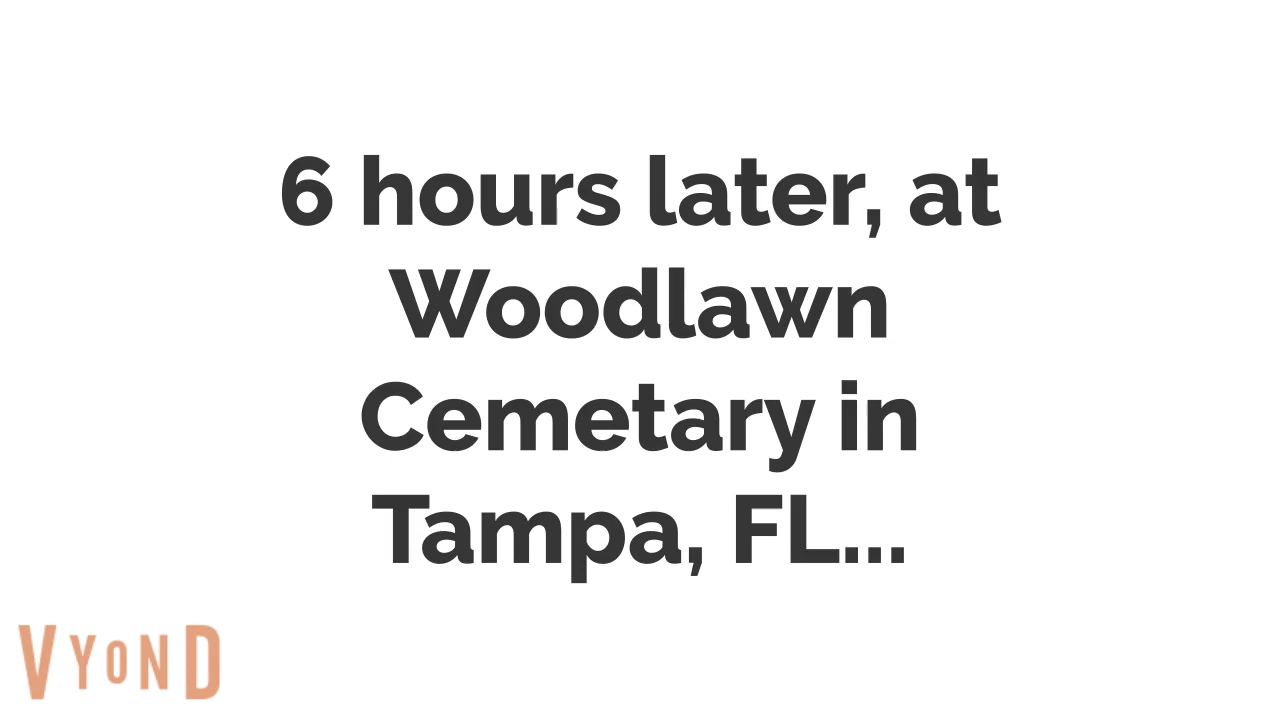 6 hours later, at
Woodlawn
Cemetary in
Tampa, FL...
VYOND